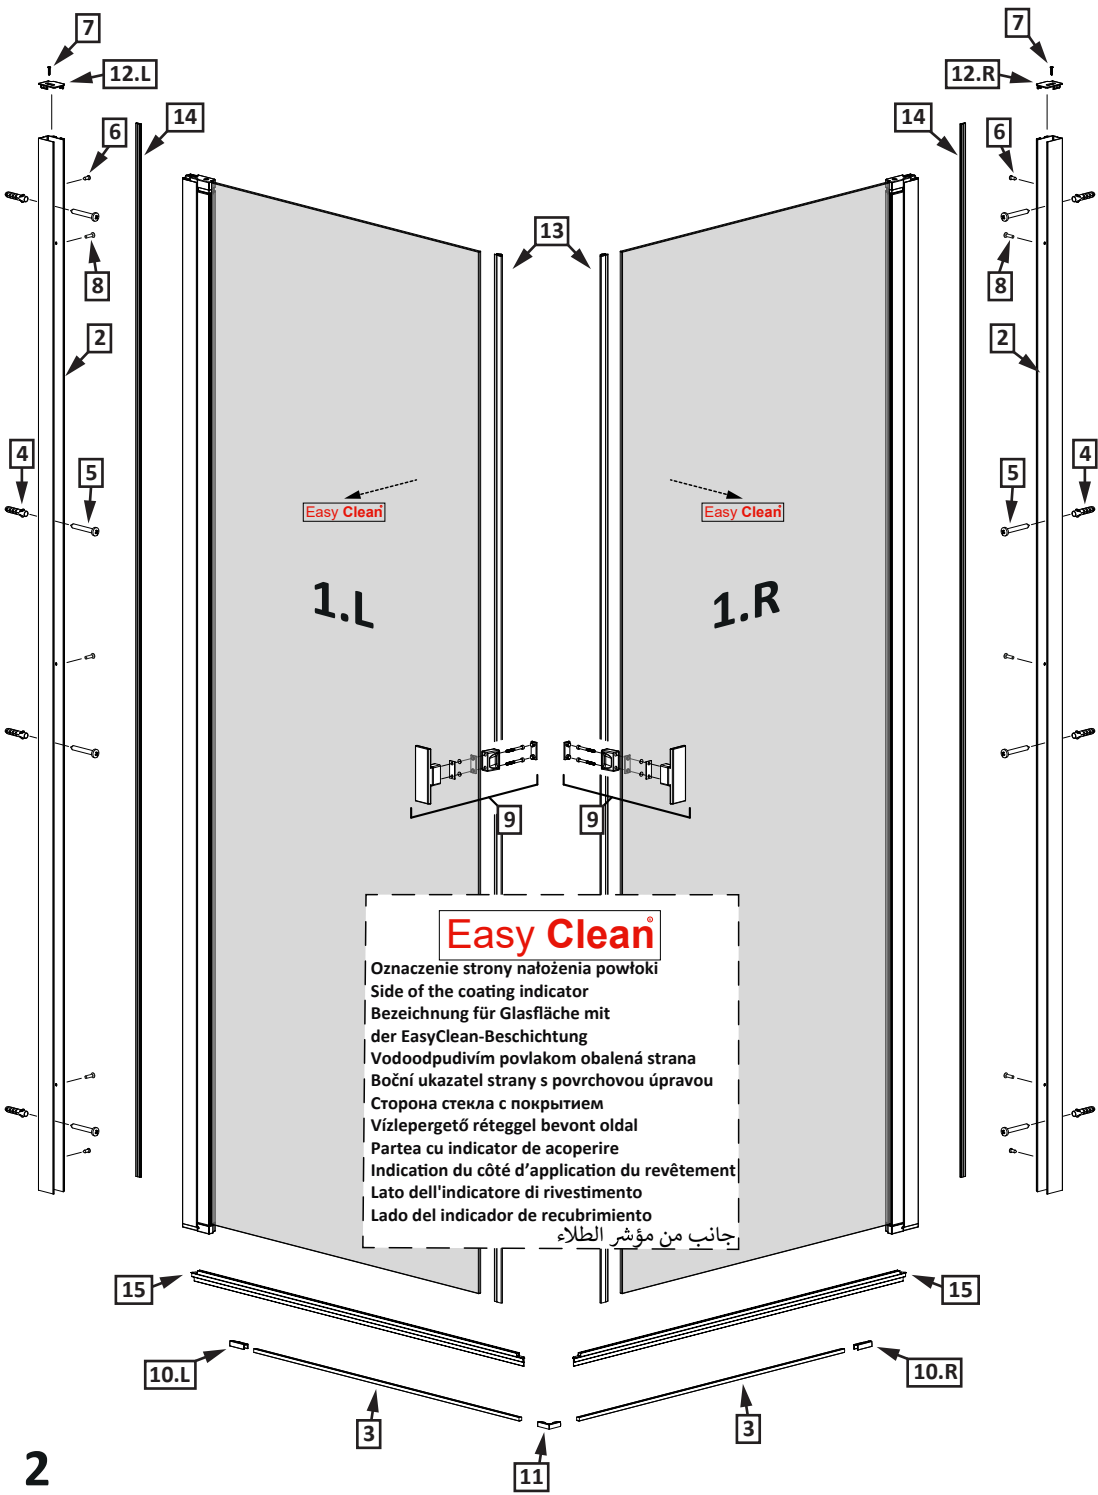 7
7
12.L
12.R
14
14
6
6
13
8
8
2
2
4
5
5
4
Easy Clean
Easy Clean
1.L
1.R
9
9
Easy Clean®
Oznaczenie strony nałożenia powłoki
Side of the coating indicator
Bezeichnung für Glasfläche mit
der EasyClean-Beschichtung
Vodoodpudivím povlakom obalená strana
Boční ukazatel strany s povrchovou úpravou
Сторона стекла с покрытием
Vízlepergető réteggel bevont oldal
Partea cu indicator de acoperire
Indication du côté d’application du revêtement
Lato dell'indicatore di rivestimento
Lado del indicador de recubrimiento
جانب من مؤشر الطلاء
15
15
10.L
10.R
3
3
11
2